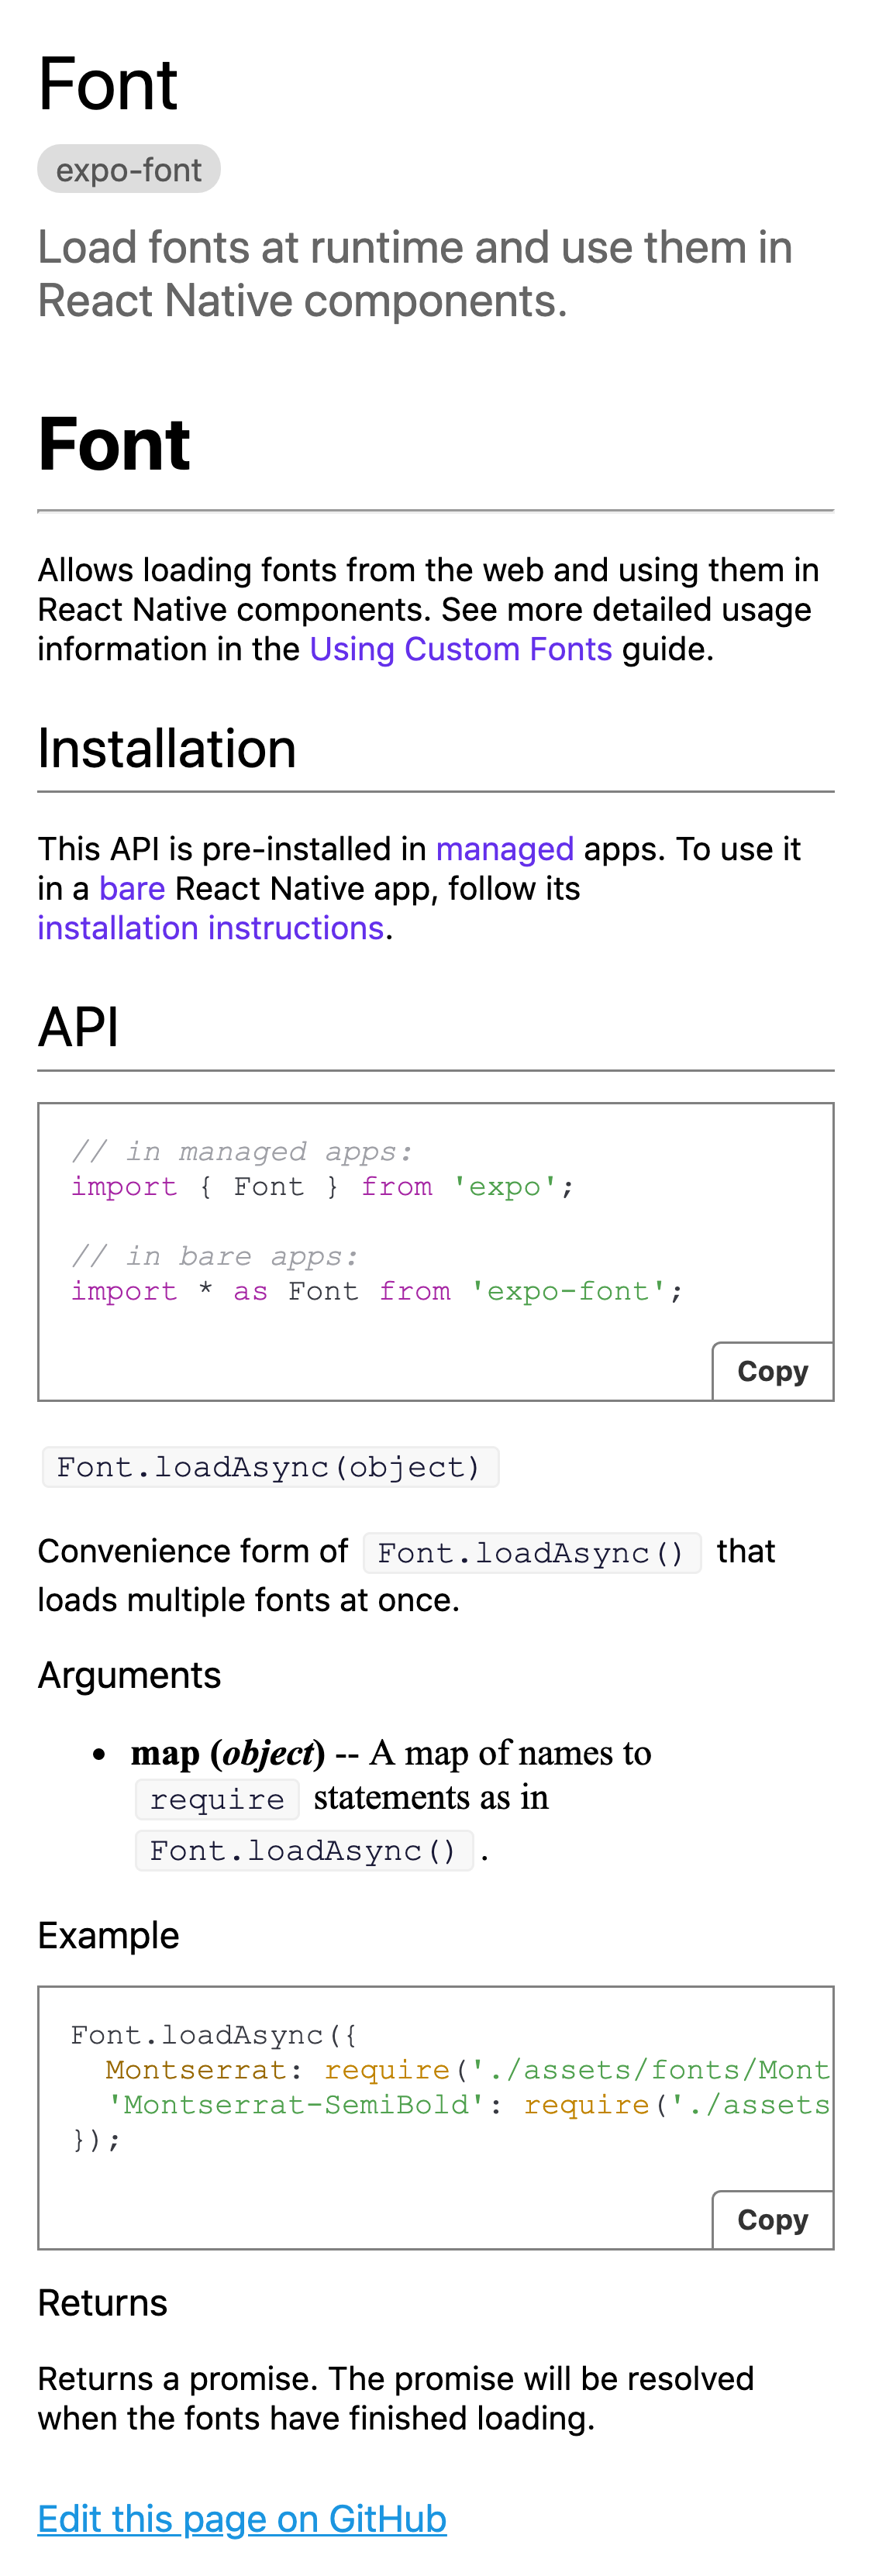 Font
expo-font
Load fonts at runtime and use them in
React Native components.
Font
Allows loading fonts from the web and using them in
React Native components. See more detailed usage
information in the Using Custom Fonts guide.
Installation
This API is pre-installed in managed apps. To use it
in a bare React Native app, follow its
installation instructions.
API
// in managed apps:
import { Font } from 'expo';
// in bare apps:
import * as Font from 'expo-font';
Copy
Font.loadAsync(object)
Convenience form of Font.loadAsync() that
loads multiple fonts at once.
Arguments
• map (object) -- A map of names to
require statements as in
Font.loadAsync().
Example
Font.loadAsync({
  Montserrat: require('./assets/fonts/Mont
  'Montserrat-SemiBold': require('./assets
});
Copy
Returns
Returns a promise. The promise will be resolved
when the fonts have finished loading.
Edit this page on GitHub